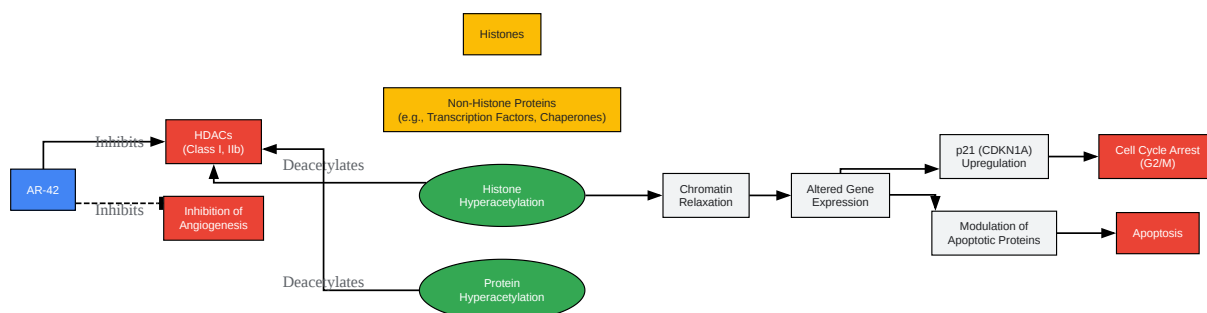 Histones
Non-Histone Proteins
(e.g., Transcription Factors, Chaperones)
HDACs
(Class I, IIb)
Inhibits
AR-42
Inhibits
Inhibition of
Angiogenesis
Deacetylates
Histone
Hyperacetylation
Deacetylates
Protein
Hyperacetylation
Chromatin
Relaxation
Altered Gene
Expression
p21 (CDKN1A)
Upregulation
Cell Cycle Arrest
(G2/M)
Modulation of
Apoptotic Proteins
Apoptosis